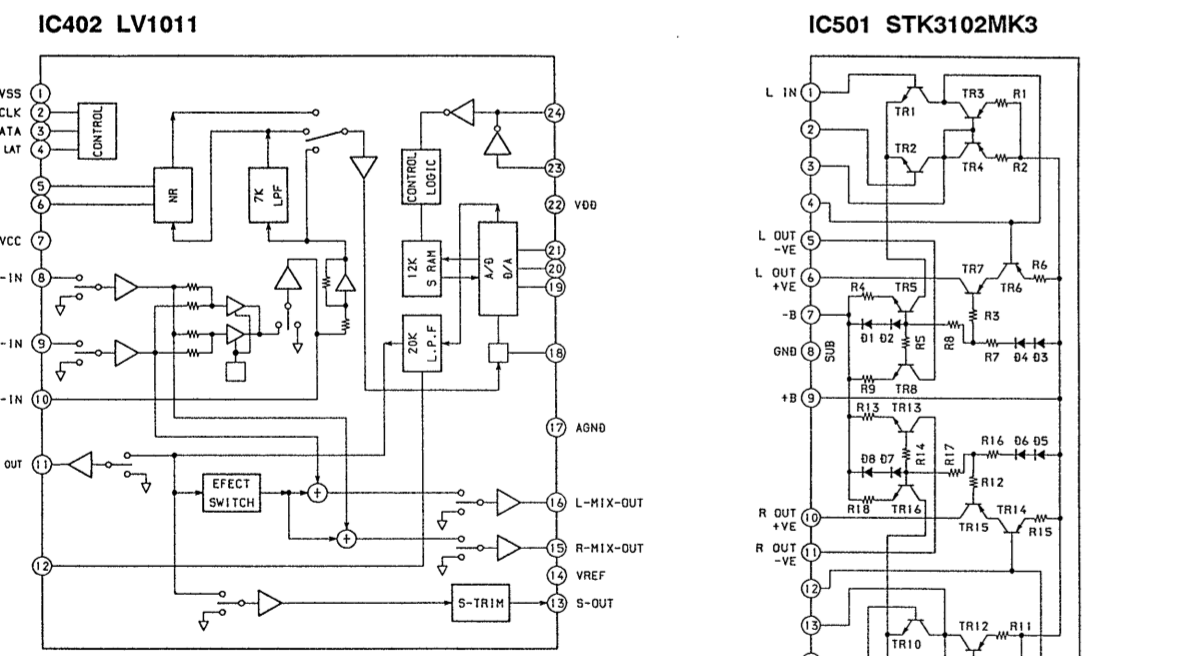 IC402 LV1011
VSS 1
CLK 2
ATA 3
LAT 4
CONTROL
5
6
VCC 7
-IN 8
-IN 9
-IN 10
OUT 11
12
NR
7K LPF
CONTROL LOGIC
12K S RAM
A/D D/A
20K L.P.F
EFECT SWITCH
+
+
S-TRIM
24
23
22 VDD
21
20
19
18
17 AGND
16 L-MIX-OUT
15 R-MIX-OUT
14 VREF
13 S-OUT
IC501 STK3102MK3
L IN 1
2
3
4
L OUT -VE 5
L OUT +VE 6
-B 7
GND 8 SUB
+B 9
R OUT +VE 10
R OUT -VE 11
12
13
TR1
TR3 R1
TR2
TR4 R2
TR7
TR6 R6
R4 TR5
R3
D1 D2
R5
R8
R7 D4 D3
R9 TR8
R13 TR13
R14
R17
R16 D6 D5
D8 D7
R12
R18 TR16
TR15
TR14
R15
TR10
TR12 R11